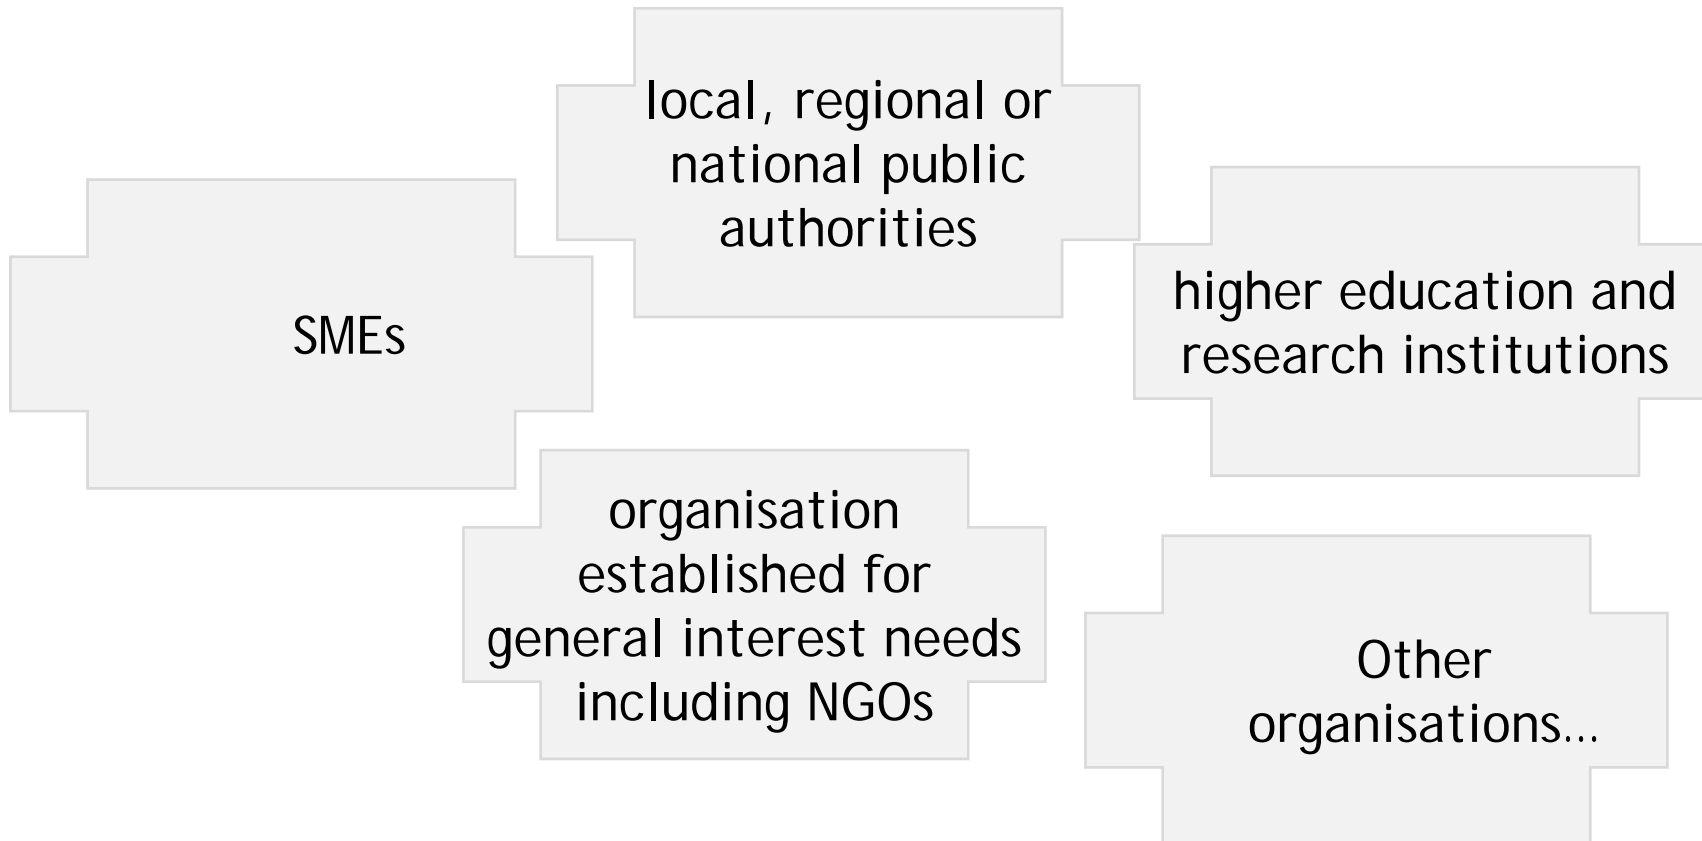 local, regional or
national public
authorities
SMEs
higher education and
research institutions
organisation
established for
general interest needs
including NGOs
Other
organisations…